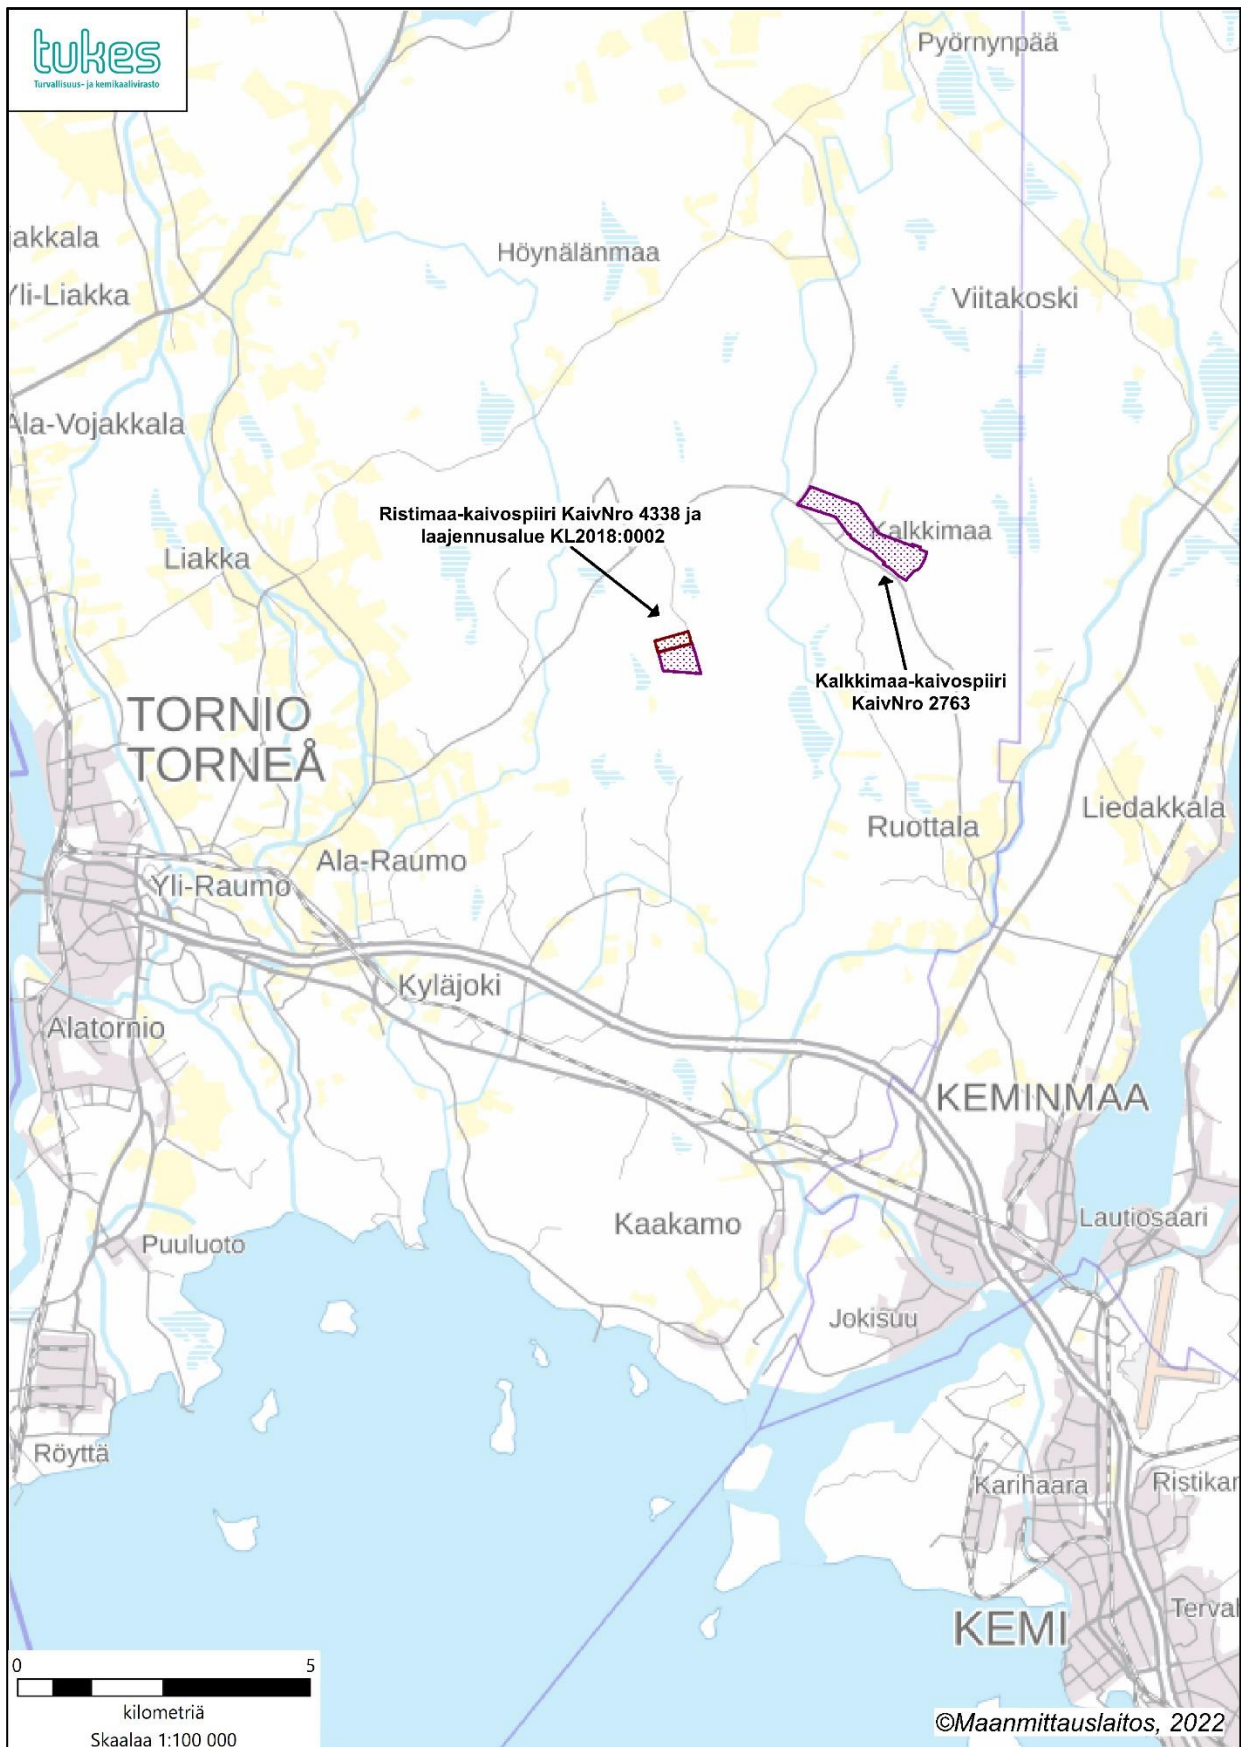 tukes
Turvallisuus- ja kemikaalivirasto
Pyörnynpää
jakkala
Höynälänmaa
Yli-Liakka
Viitakoski
Ala-Vojakkala
Ristimaa-kaivospiiri KaivNro 4338 ja
laajennusalue KL2018:0002
Kalkkimaa
Liakka
Kalkkimaa-kaivospiiri
KaivNro 2763
TORNIO
TORNEÅ
Liedakkala
Ruottala
Ala-Raumo
Yli-Raumo
Kyläjoki
Alatornio
KEMINMAA
Kaakamo
Lautiosaari
Puuluoto
Jokisuu
Röyttä
Karihaara
Ristikar
Terval
KEMI
0 5
kilometriä
Skaalaa 1:100 000
©Maanmittauslaitos, 2022